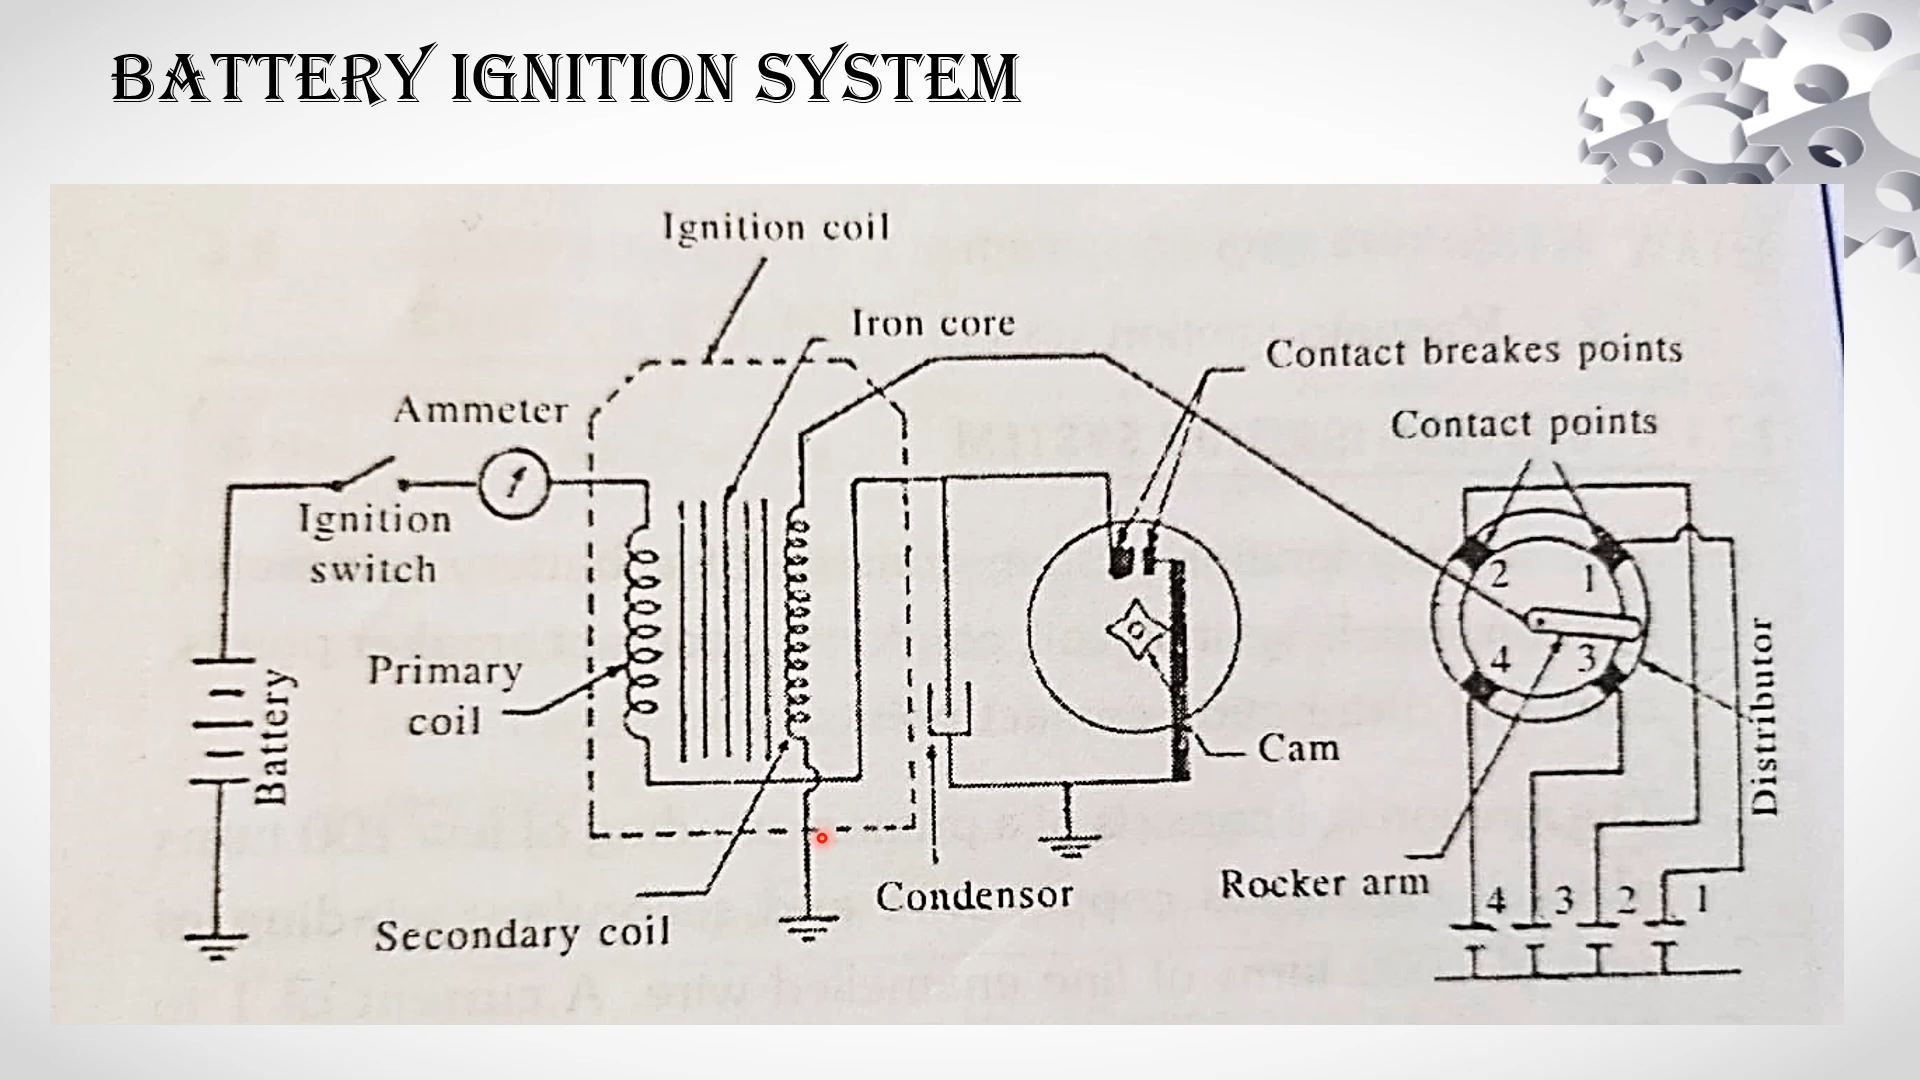 BATTERY IGNITION SYSTEM
Ignition coil
Iron core
Contact breakes points
Ammeter
Contact points
Ignition
switch
2 1
4 3
Primary
coil
Battery
Distributor
Cam
Condensor
Rocker arm
4 3 2 1
Secondary coil